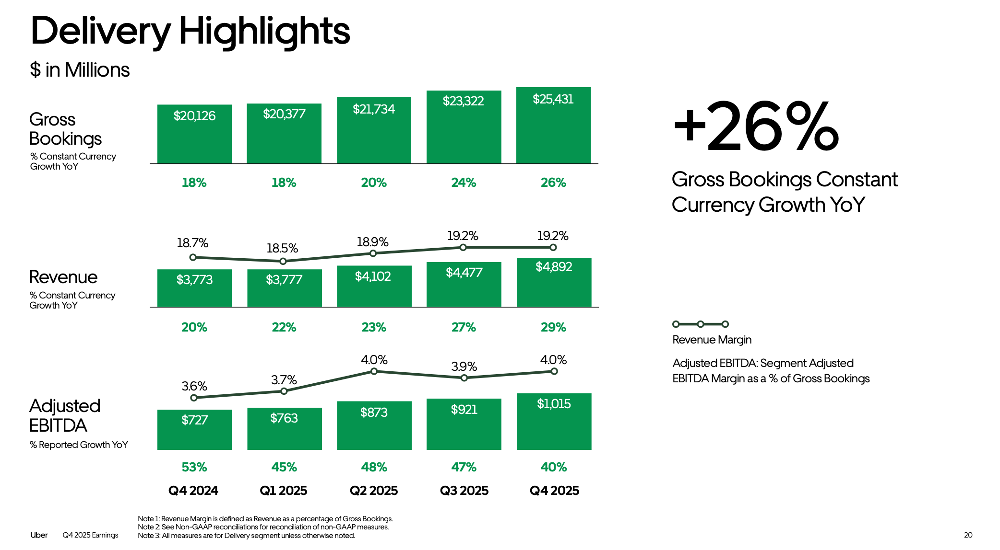 Delivery Highlights
$ in Millions
Gross
Bookings
% Constant Currency
Growth YoY
$20,126
$20,377
$21,734
$23,322
$25,431
18%
18%
20%
24%
26%
+26%
Gross Bookings Constant
Currency Growth YoY
18.7%
18.5%
18.9%
19.2%
19.2%
Revenue
% Constant Currency
Growth YoY
$3,773
$3,777
$4,102
$4,477
$4,892
20%
22%
23%
27%
29%
Revenue Margin
Adjusted EBITDA: Segment Adjusted
EBITDA Margin as a % of Gross Bookings
3.6%
3.7%
4.0%
3.9%
4.0%
Adjusted
EBITDA
% Reported Growth YoY
$727
$763
$873
$921
$1,015
53%
45%
48%
47%
40%
Q4 2024
Q1 2025
Q2 2025
Q3 2025
Q4 2025
Note 1: Revenue Margin is defined as Revenue as a percentage of Gross Bookings.
Note 2: See Non-GAAP reconciliations for reconciliation of non-GAAP measures.
Note 3: All measures are for Delivery segment unless otherwise noted.
Uber
Q4 2025 Earnings
20